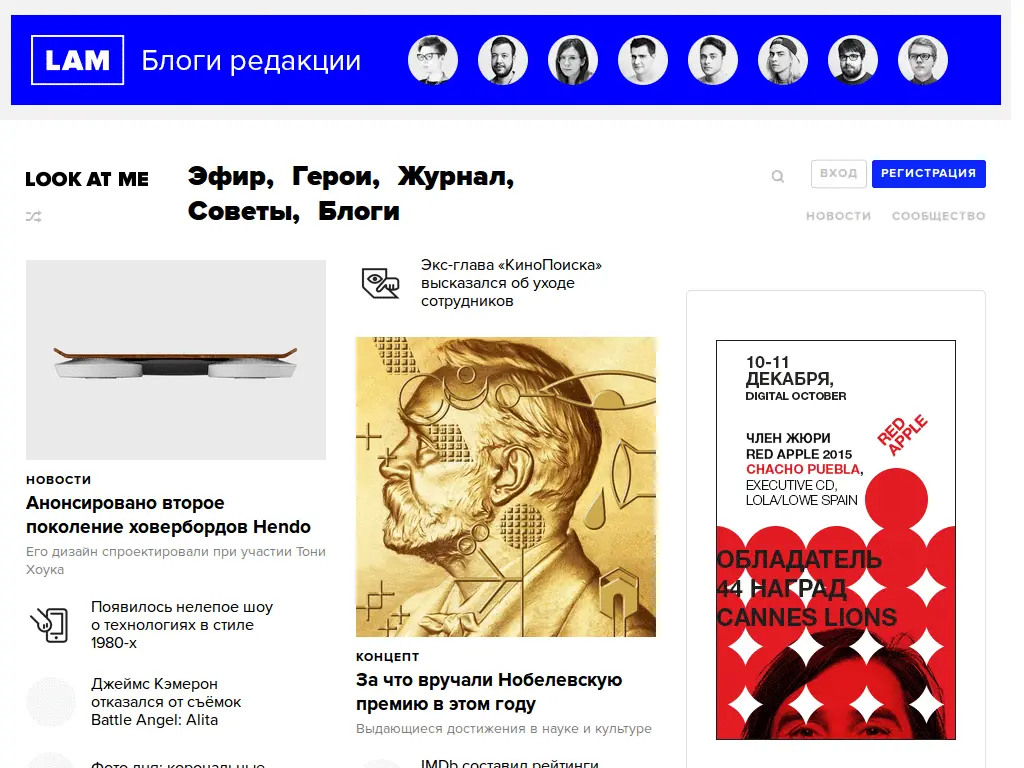 LAM Блоги редакции
LOOK AT ME
Эфир, Герои, Журнал,
Советы, Блоги
ВХОД
РЕГИСТРАЦИЯ
НОВОСТИ СООБЩЕСТВО
НОВОСТИ
Анонсировано второе
поколение ховербордов Hendo
Его дизайн спроектировали при участии Тони
Хоука
Появилось нелепое шоу
о технологиях в стиле
1980-х
Джеймс Кэмерон
отказался от съёмок
Battle Angel: Alita
Фото дня: корональные
Экс-глава «КиноПоиска»
высказался об уходе
сотрудников
КОНЦЕПТ
За что вручали Нобелевскую
премию в этом году
Выдающиеся достижения в науке и культуре
IMDb составил рейтинги
10-11
ДЕКАБРЯ,
DIGITAL OCTOBER
RED
APPLE
ЧЛЕН ЖЮРИ
RED APPLE 2015
CHACHO PUEBLA,
EXECUTIVE CD,
LOLA/LOWE SPAIN
ОБЛАДАТЕЛЬ
44 НАГРАД
CANNES LIONS